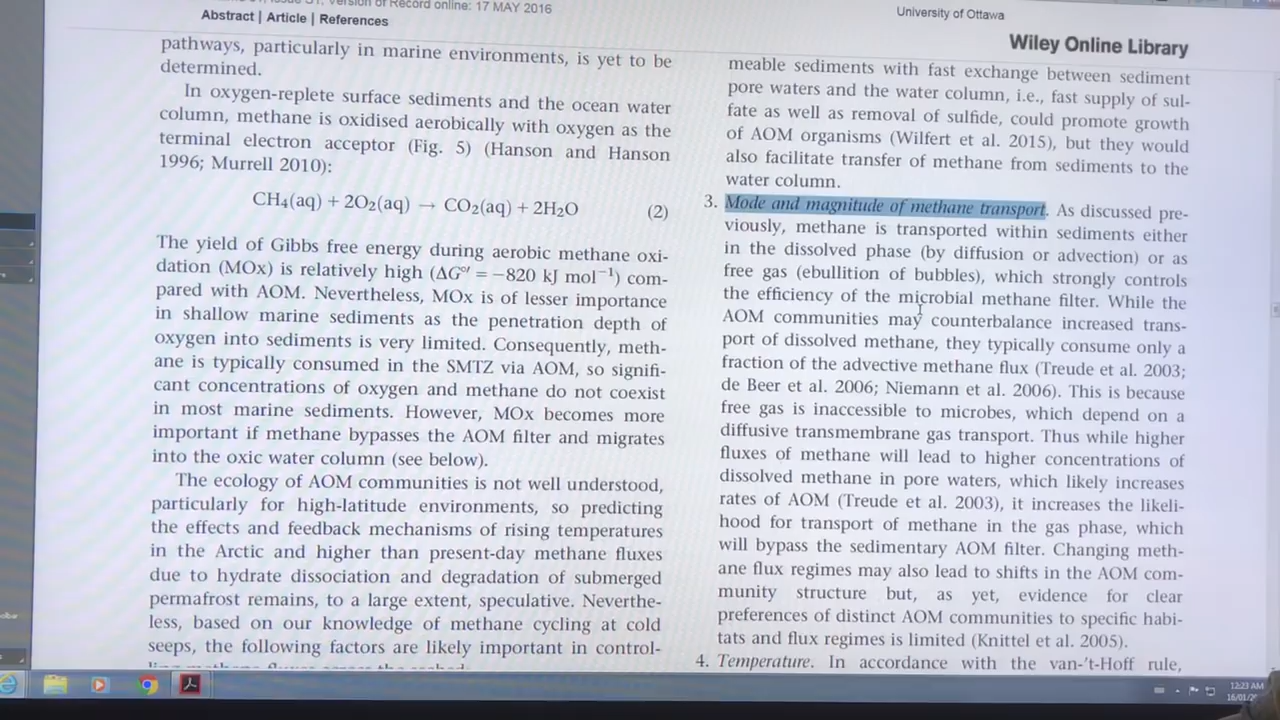 Version of Record online: 17 MAY 2016
Abstract | Article | References
University of Ottawa
Wiley Online Library
pathways, particularly in marine environments, is yet to be
determined.
In oxygen-replete surface sediments and the ocean water
column, methane is oxidised aerobically with oxygen as the
terminal electron acceptor (Fig. 5) (Hanson and Hanson
1996; Murrell 2010):
CH₄(aq) + 2O₂(aq) → CO₂(aq) + 2H₂O (2)
The yield of Gibbs free energy during aerobic methane oxi-
dation (MOx) is relatively high (ΔG°′ = −820 kJ mol⁻¹) com-
pared with AOM. Nevertheless, MOx is of lesser importance
in shallow marine sediments as the penetration depth of
oxygen into sediments is very limited. Consequently, meth-
ane is typically consumed in the SMTZ via AOM, so signifi-
cant concentrations of oxygen and methane do not coexist
in most marine sediments. However, MOx becomes more
important if methane bypasses the AOM filter and migrates
into the oxic water column (see below).
The ecology of AOM communities is not well understood,
particularly for high-latitude environments, so predicting
the effects and feedback mechanisms of rising temperatures
in the Arctic and higher than present-day methane fluxes
due to hydrate dissociation and degradation of submerged
permafrost remains, to a large extent, speculative. Neverthe-
less, based on our knowledge of methane cycling at cold
seeps, the following factors are likely important in control-
meable sediments with fast exchange between sediment
pore waters and the water column, i.e., fast supply of sul-
fate as well as removal of sulfide, could promote growth
of AOM organisms (Wilfert et al. 2015), but they would
also facilitate transfer of methane from sediments to the
water column.
3. Mode and magnitude of methane transport. As discussed pre-
viously, methane is transported within sediments either
in the dissolved phase (by diffusion or advection) or as
free gas (ebullition of bubbles), which strongly controls
the efficiency of the microbial methane filter. While the
AOM communities may counterbalance increased trans-
port of dissolved methane, they typically consume only a
fraction of the advective methane flux (Treude et al. 2003;
de Beer et al. 2006; Niemann et al. 2006). This is because
free gas is inaccessible to microbes, which depend on a
diffusive transmembrane gas transport. Thus while higher
fluxes of methane will lead to higher concentrations of
dissolved methane in pore waters, which likely increases
rates of AOM (Treude et al. 2003), it increases the likeli-
hood for transport of methane in the gas phase, which
will bypass the sedimentary AOM filter. Changing meth-
ane flux regimes may also lead to shifts in the AOM com-
munity structure but, as yet, evidence for clear
preferences of distinct AOM communities to specific habi-
tats and flux regimes is limited (Knittel et al. 2005).
4. Temperature. In accordance with the van-'t-Hoff rule,
12:23 AM
16/01/2